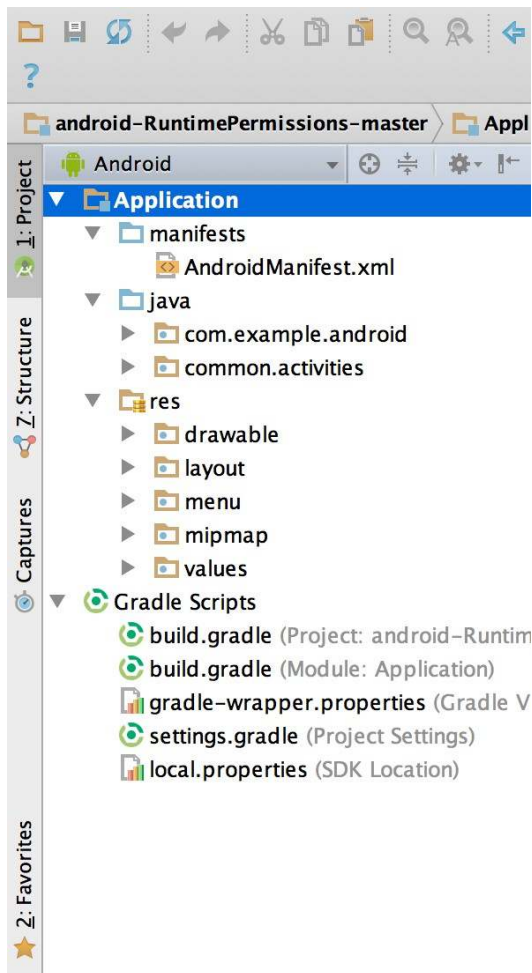 ?
android-RuntimePermissions-master
Appl
Android
1: Project
Application
manifests
AndroidManifest.xml
java
com.example.android
common.activities
res
drawable
layout
menu
mipmap
values
Gradle Scripts
build.gradle (Project: android-Runtim
build.gradle (Module: Application)
gradle-wrapper.properties (Gradle V
settings.gradle (Project Settings)
local.properties (SDK Location)
7: Structure
Captures
2: Favorites